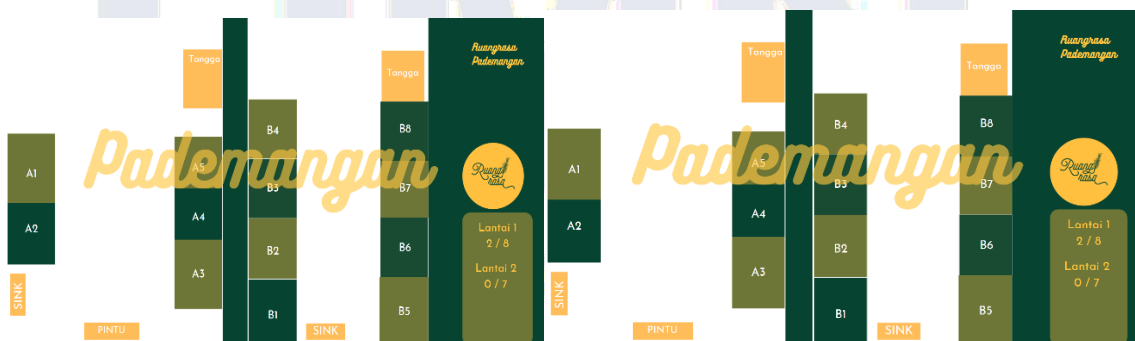 Tangga
A1
A2
SINK
A5
A4
A3
PINTU
B4
B3
B2
B1
SINK
Tangga
B8
B7
B6
B5
Pademangan
Ruangrasa
Pademangan
Ruang
rasa
Lantai 1
2 / 8
Lantai 2
0 / 7
Tangga
A1
A2
SINK
A5
A4
A3
PINTU
B4
B3
B2
B1
SINK
Tangga
B8
B7
B6
B5
Pademangan
Ruangrasa
Pademangan
Ruang
rasa
Lantai 1
2 / 8
Lantai 2
0 / 7